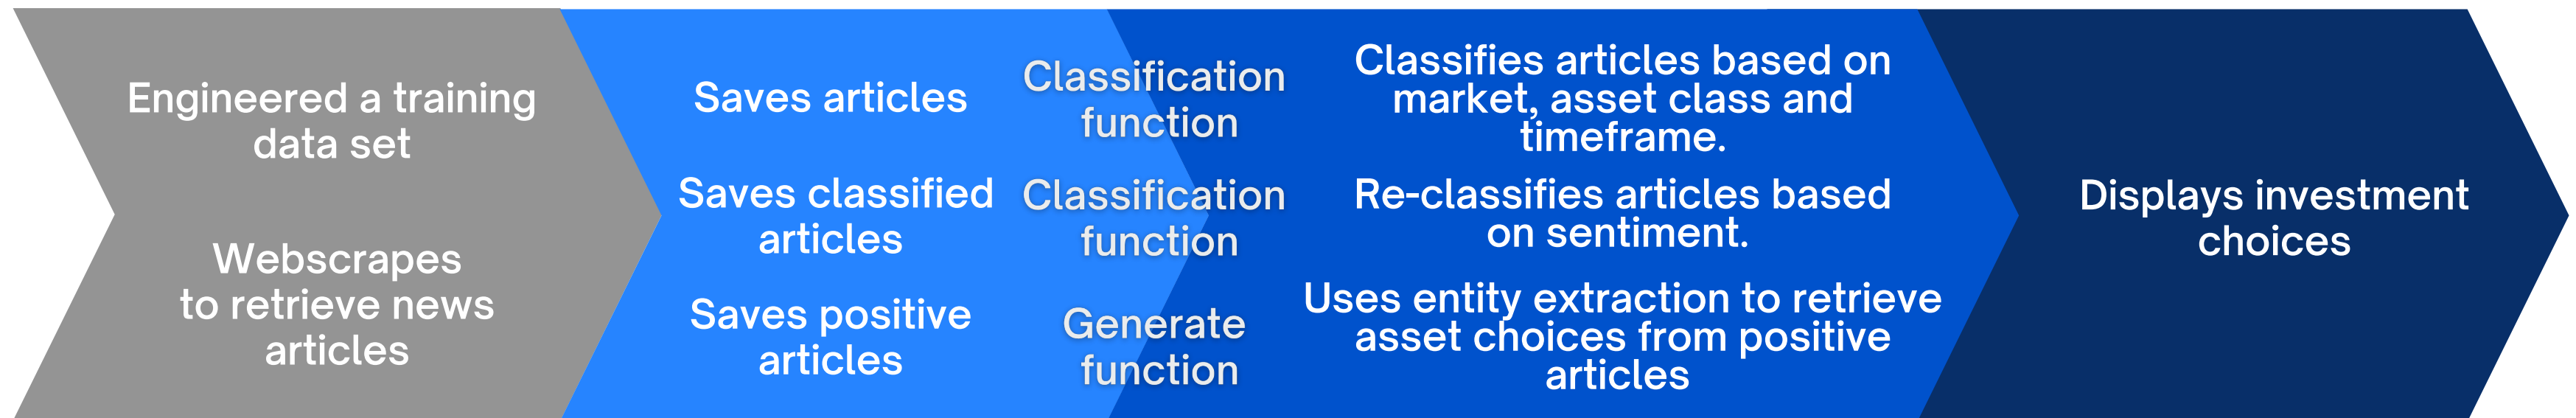 Engineered a training
data set
Webscrapes
to retrieve news
articles
Saves articles
Saves classified
articles
Saves positive
articles
Classification
function
Classification
function
Generate
function
Classifies articles based on
market, asset class and
timeframe.
Re-classifies articles based
on sentiment.
Uses entity extraction to retrieve
asset choices from positive
articles
Displays investment
choices